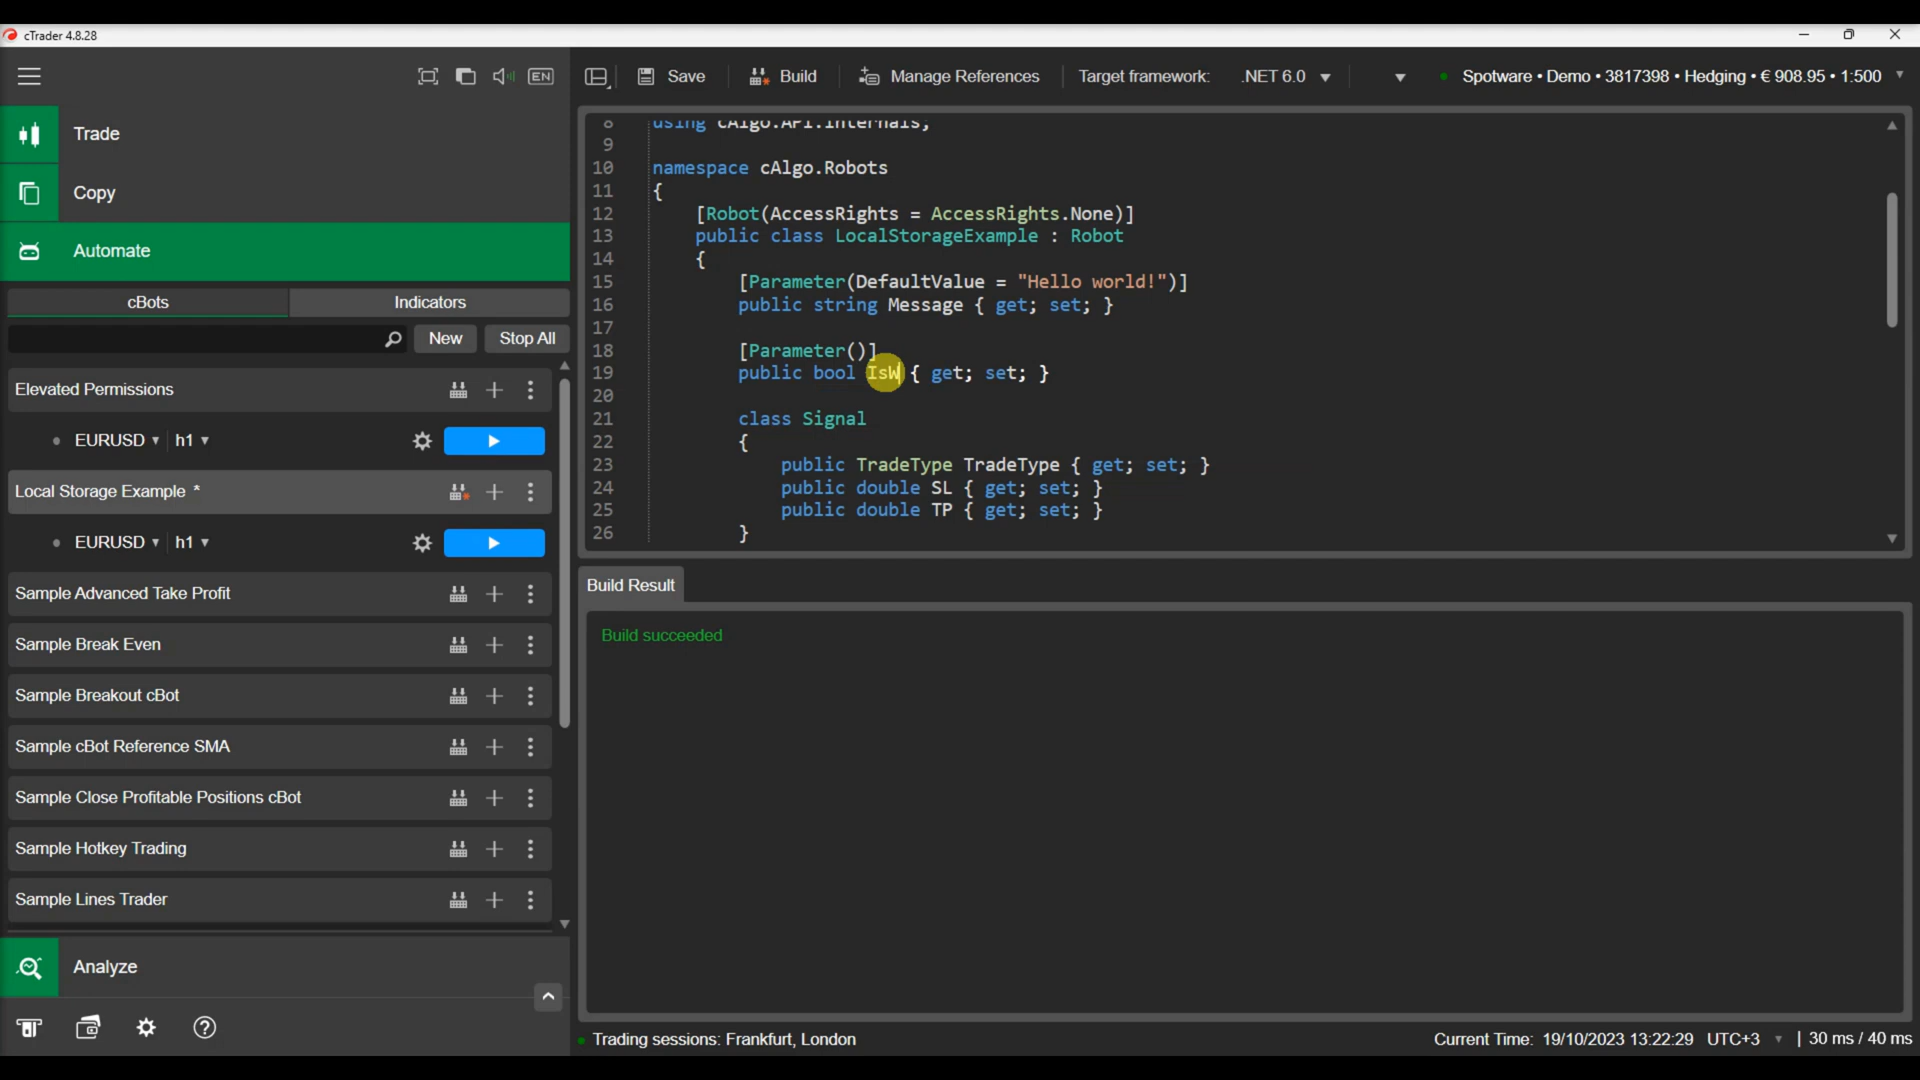 cTrader 4.8.28
EN
Save
Build
Manage References
Target framework:
.NET 6.0
Spotware • Demo • 3817398 • Hedging • € 908.95 • 1:500
Trade
Copy
Automate
cBots
Indicators
New
Stop All
Elevated Permissions
EURUSD
h1
Local Storage Example *
EURUSD
h1
Sample Advanced Take Profit
Sample Break Even
Sample Breakout cBot
Sample cBot Reference SMA
Sample Close Profitable Positions cBot
Sample Hotkey Trading
Sample Lines Trader
Analyze
8 using cAlgo.API.Internals;
9
10 namespace cAlgo.Robots
11 {
12 [Robot(AccessRights = AccessRights.None)]
13 public class LocalStorageExample : Robot
14 {
15 [Parameter(DefaultValue = "Hello world!")]
16 public string Message { get; set; }
17
18 [Parameter()]
19 public bool IsW { get; set; }
20
21 class Signal
22 {
23 public TradeType TradeType { get; set; }
24 public double SL { get; set; }
25 public double TP { get; set; }
26 }
Build Result
Build succeeded
Trading sessions: Frankfurt, London
Current Time: 19/10/2023 13:22:29 UTC+3 | 30 ms / 40 ms